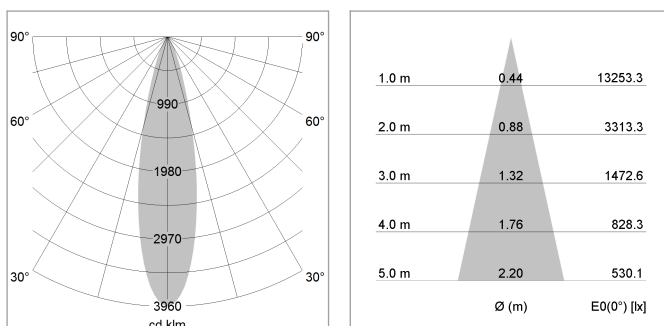 90° 90°
990
60° 60°
1980
2970
30° 30°
3960
cd klm
1.0 m 0.44 13253.3
2.0 m 0.88 3313.3
3.0 m 1.32 1472.6
4.0 m 1.76 828.3
5.0 m 2.20 530.1
Ø (m) E0(0°) [lx]